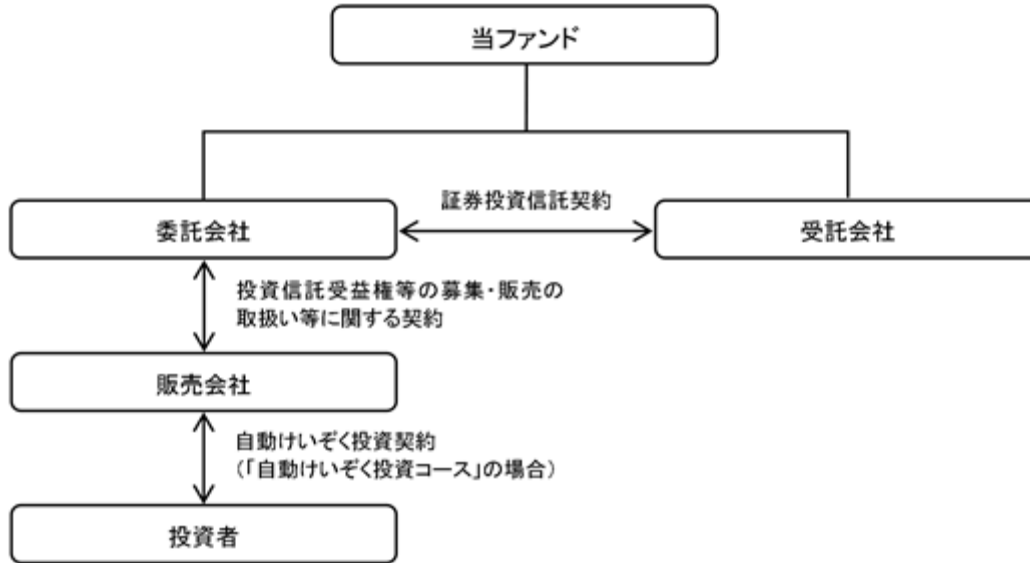 当ファンド
証券投資信託契約
委託会社
受託会社
投資信託受益権等の募集・販売の
取扱い等に関する契約
販売会社
自動けいぞく投資契約
(「自動けいぞく投資コース」の場合)
投資者